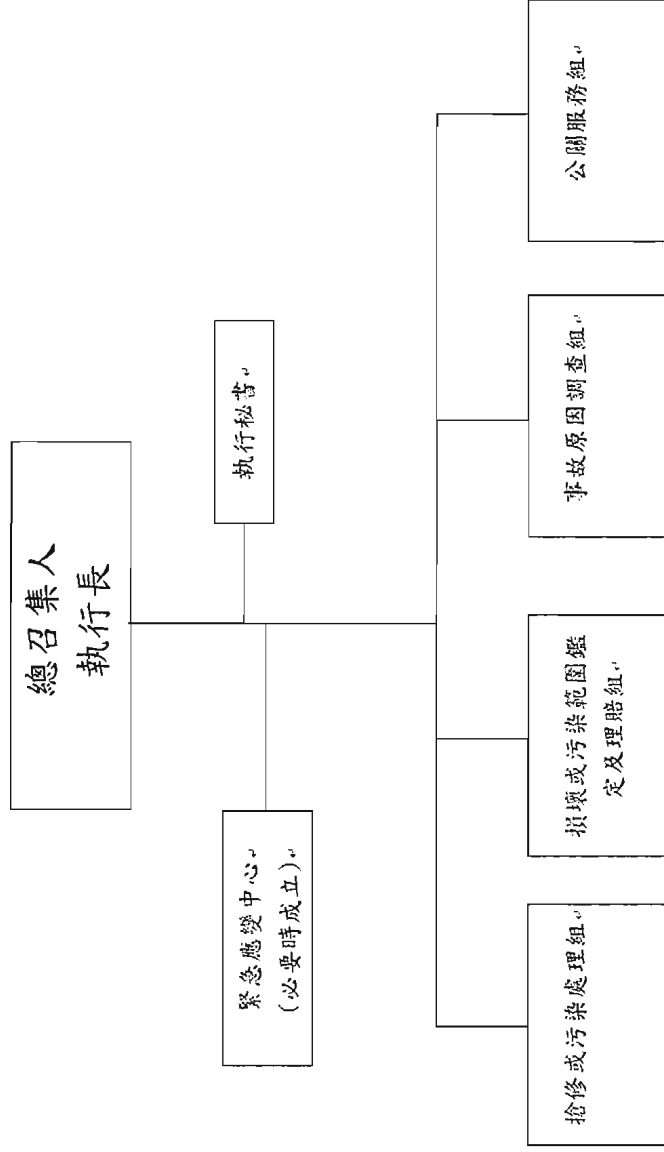 總召集人
執行長
執行秘書
緊急應變中心
(必要時成立)
搶修或污染處理組
損壞或污染範圍鑑
定及理賠組
事故原因調查組
公關服務組